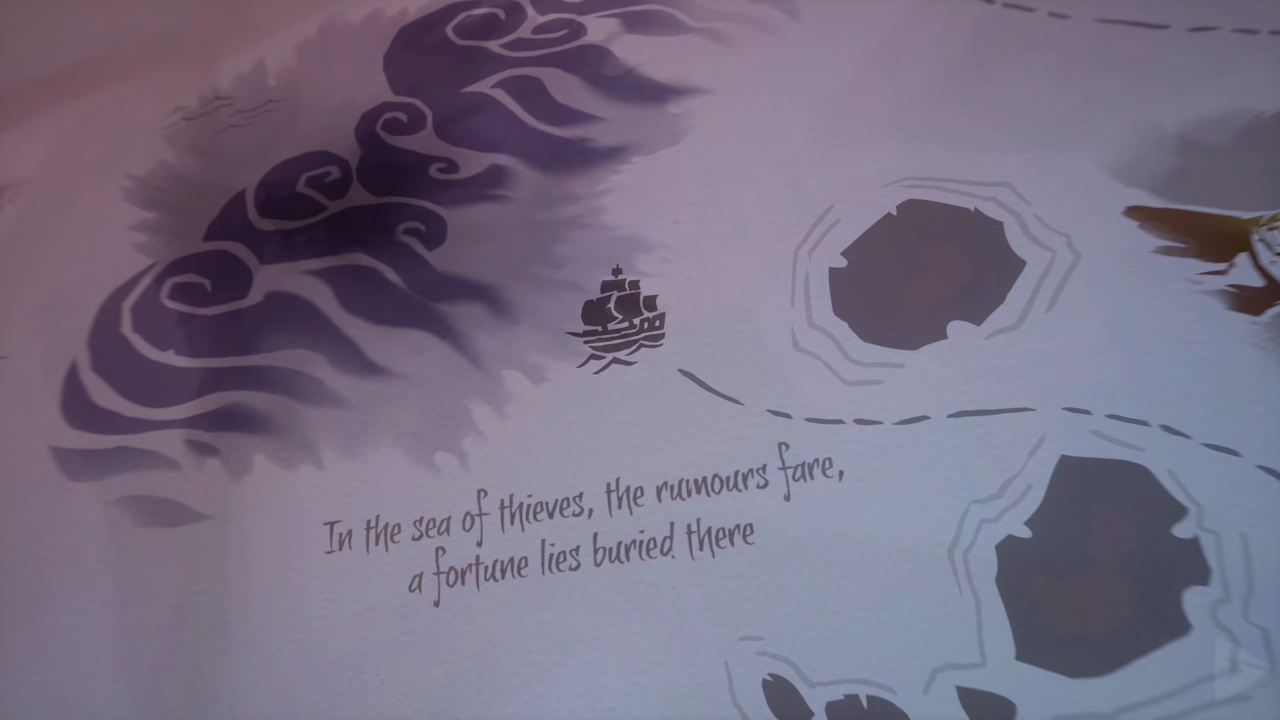 In the sea of thieves, the rumours fare,
a fortune lies buried there